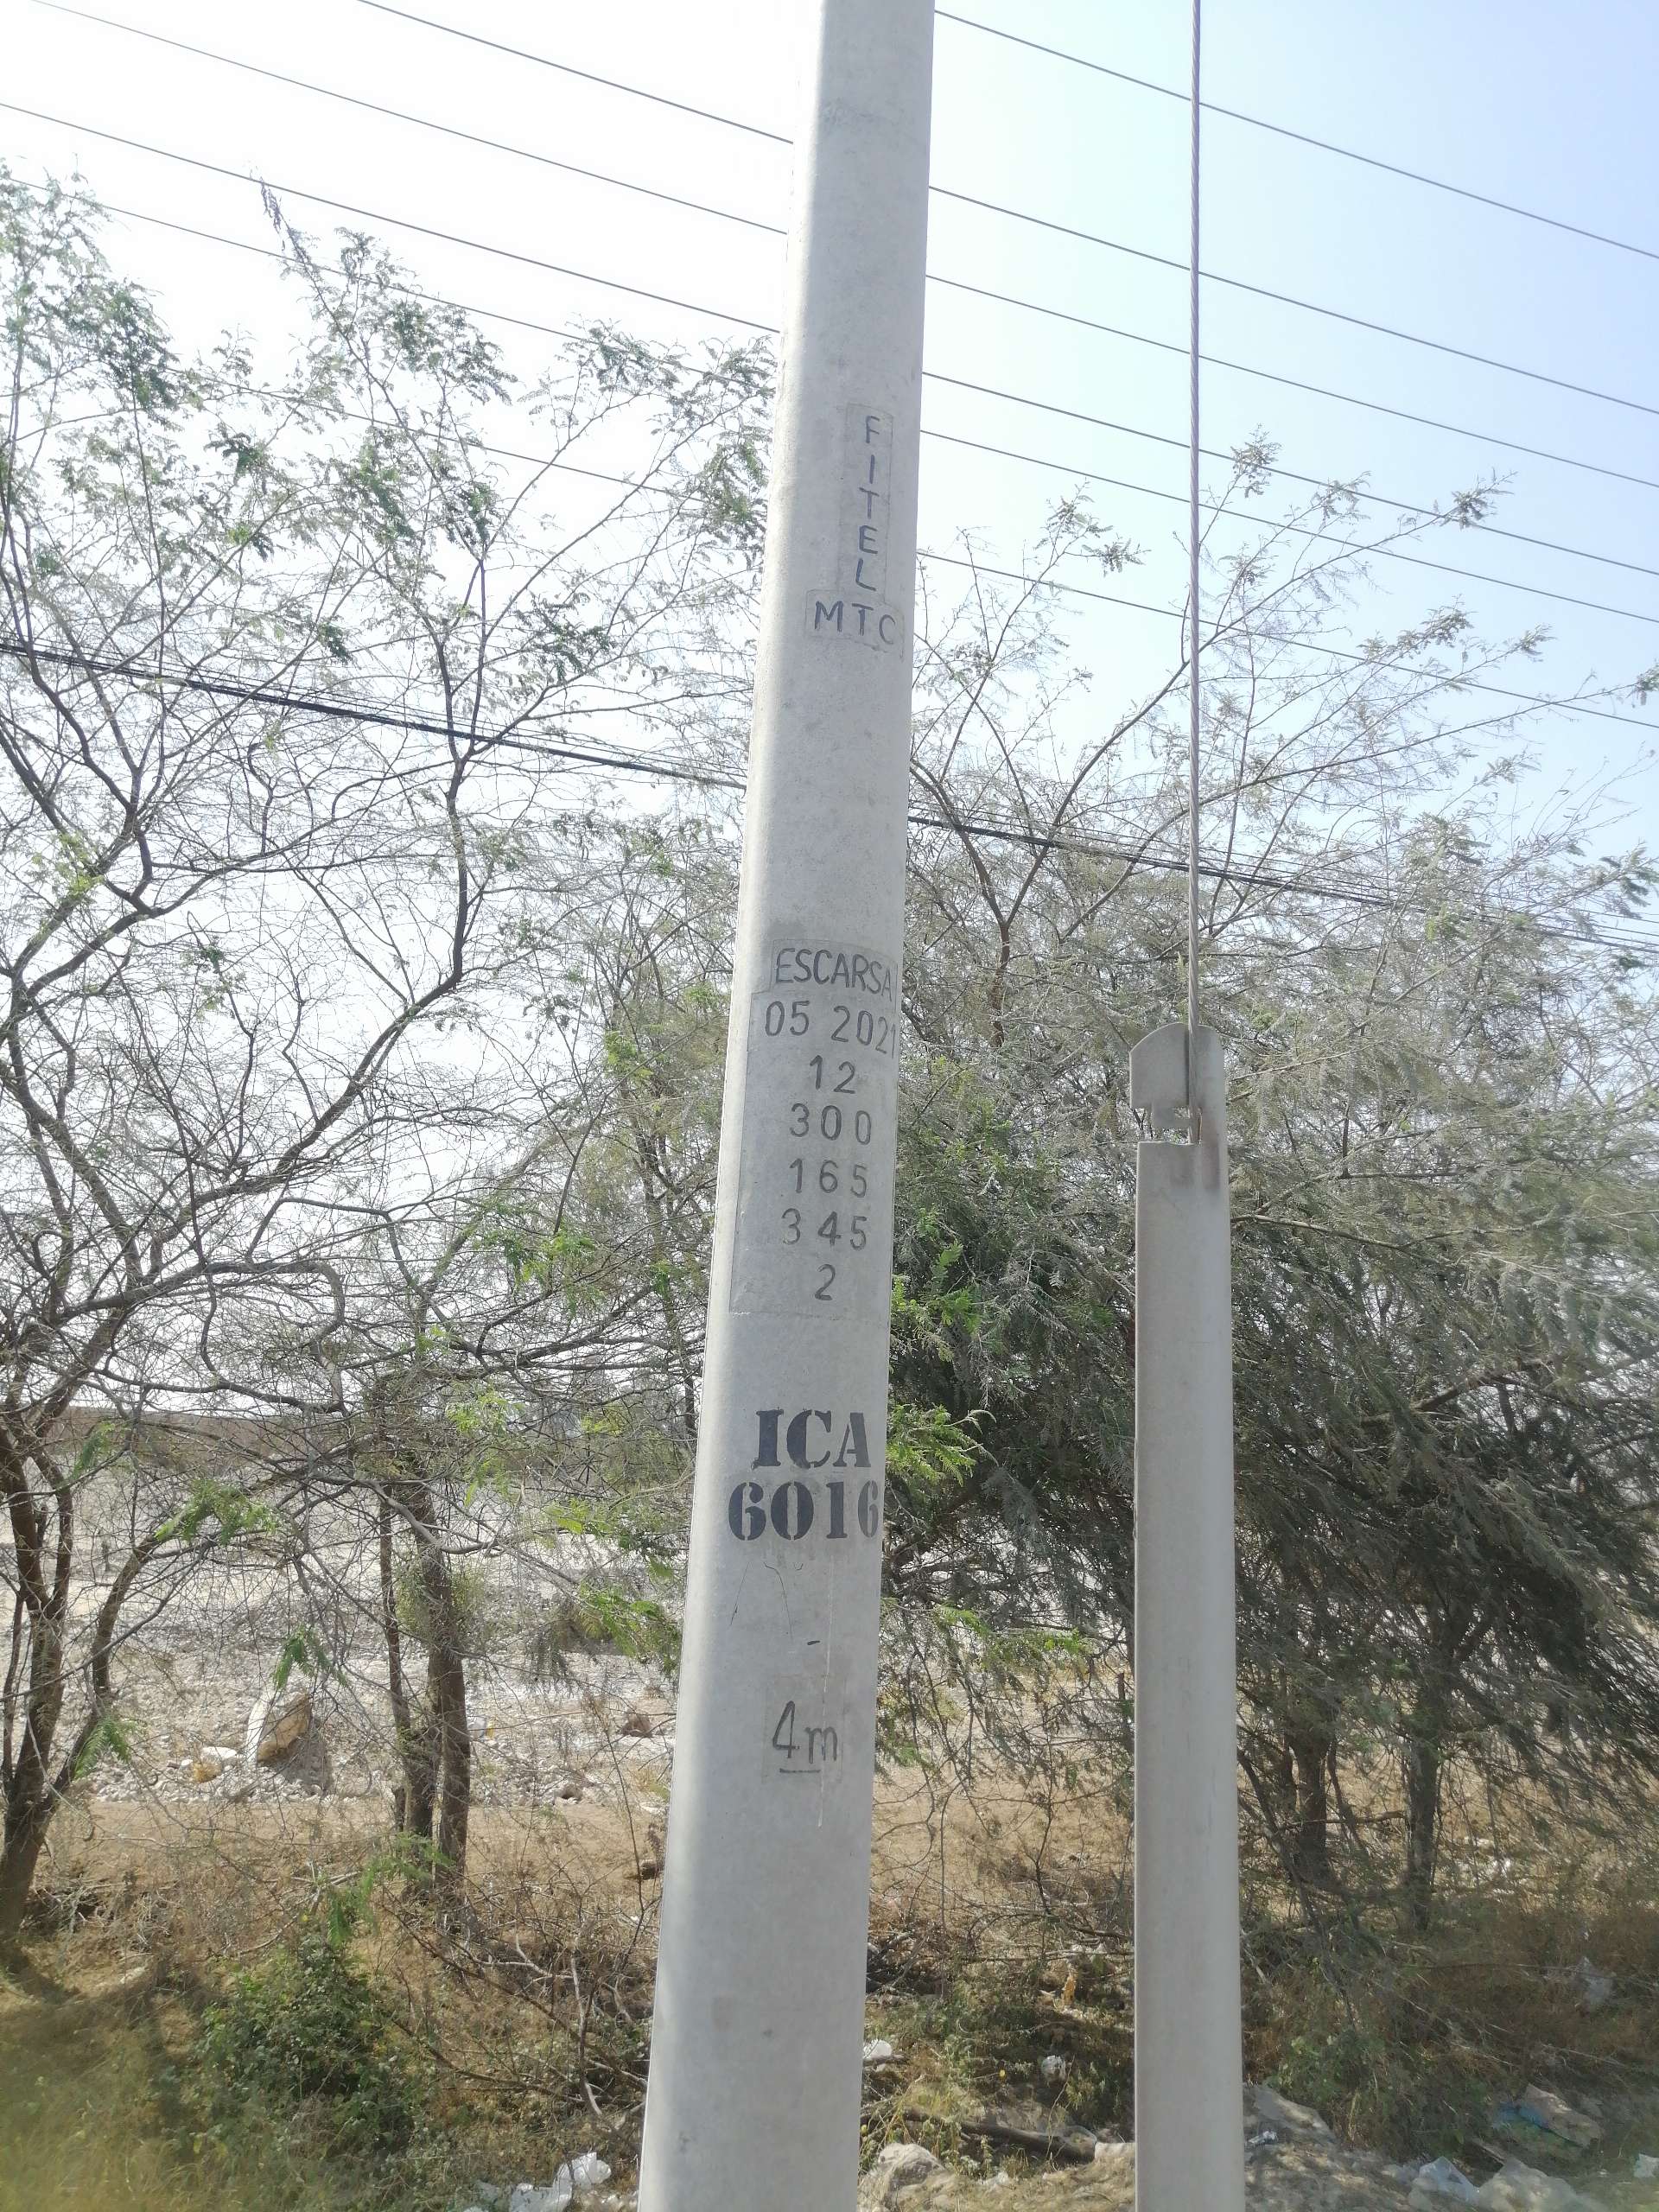 FITEL
MTC
ESCARSA
05 2021
12
300
165
345
2
ICA
6016
4m